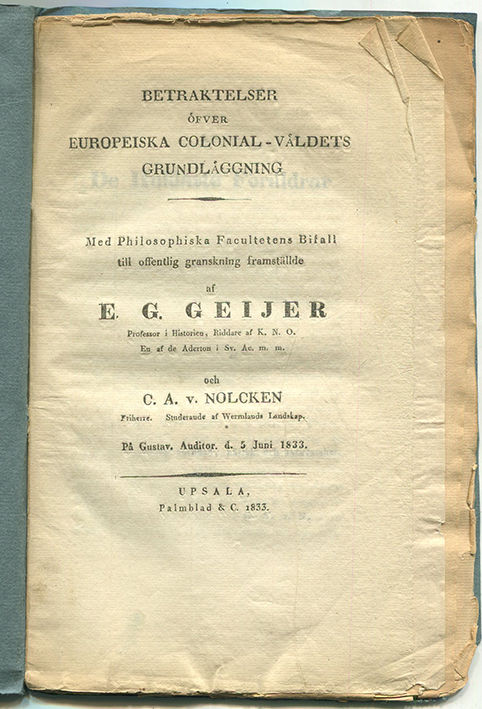 BETRAKTELSER
ÖFVER
EUROPEISKA COLONIAL-VÅLDETS
GRUNDLÅGGNING
Med Philosophiska Facultetens Bifall
till offentlig granskning framställde
af
E. G. GEIJER
Professor i Historien, Riddare af K. N. O.
En af de Aderton i Sv. Ac. m. m.
och
C. A. v. NOLCKEN
Friherre. Studerande af Wermlands Landskap.
På Gustav. Auditor. d. 5 Juni 1833.
UPSALA,
Palmblad & C. 1833.